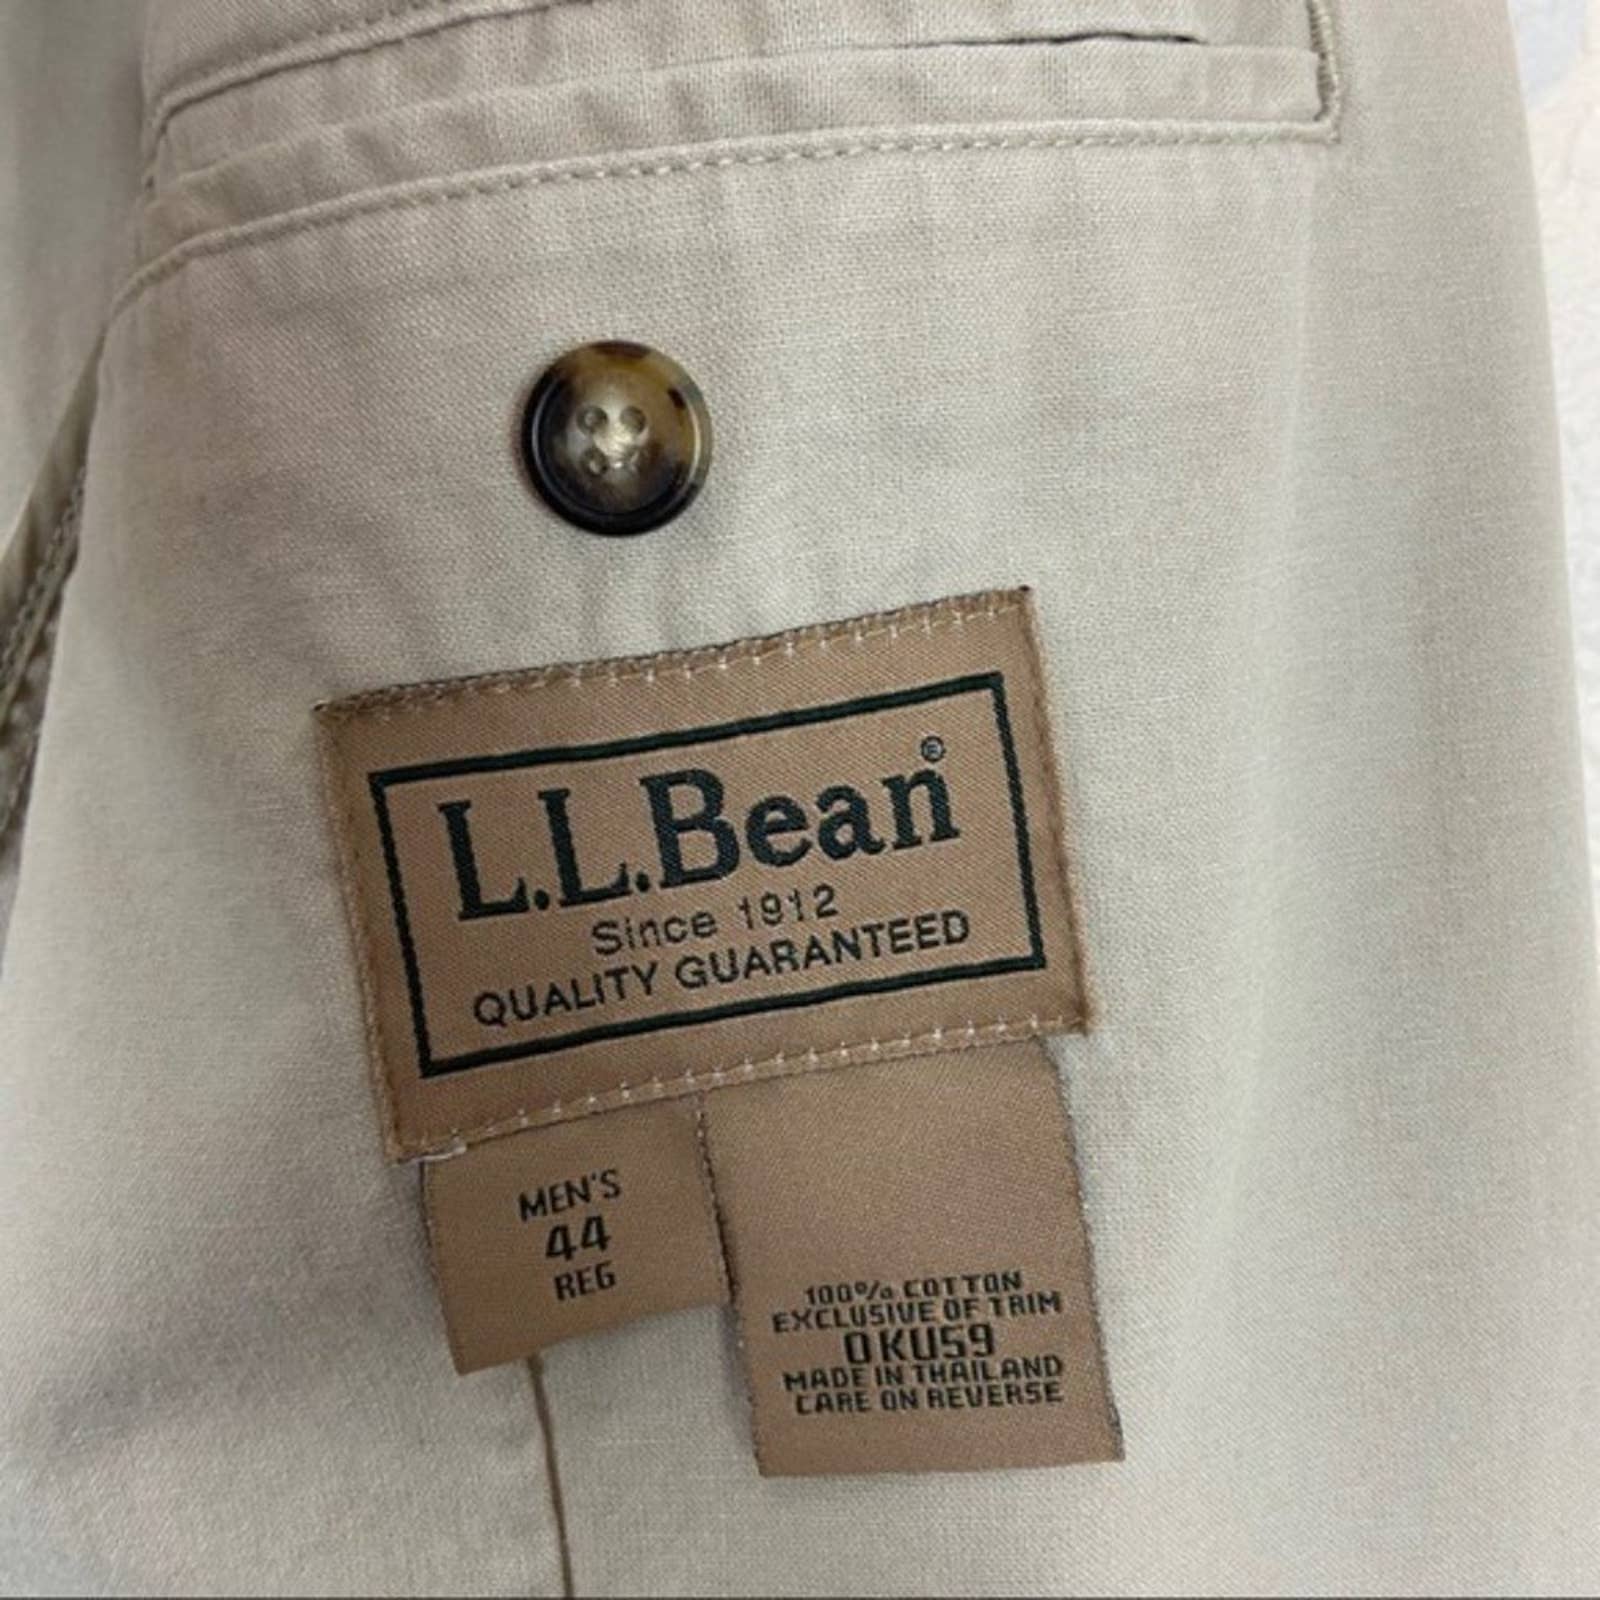 L.L.Bean®
Since 1912
QUALITY GUARANTEED
MEN'S
44
REG
100% COTTON
EXCLUSIVE OF TRIM
0KU59
MADE IN THAILAND
CARE ON REVERSE